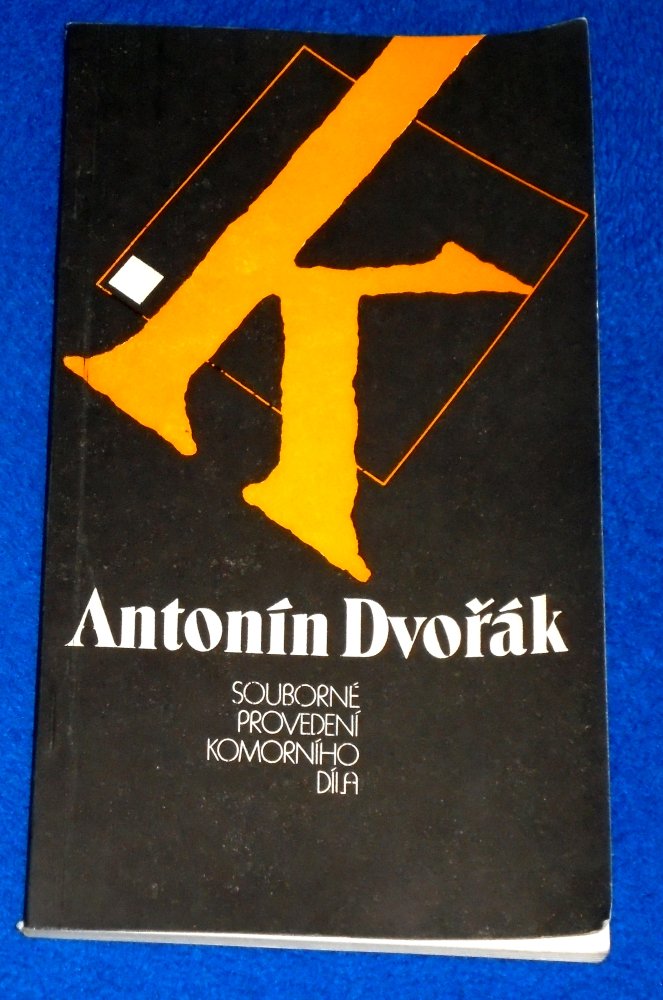 K
Antonín Dvořák
SOUBORNÉ
PROVEDENÍ
KOMORNÍHO
DÍLA